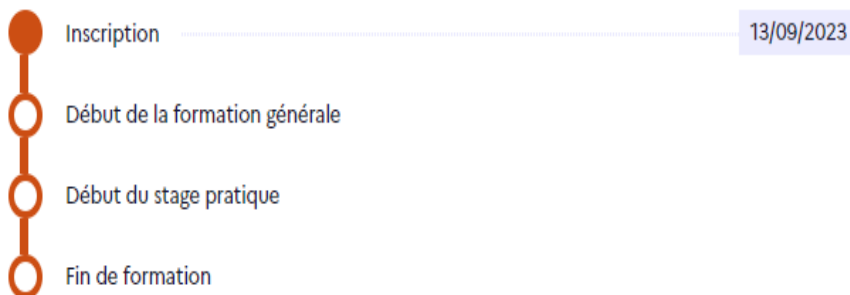 Inscription 13/09/2023
Début de la formation générale
Début du stage pratique
Fin de formation